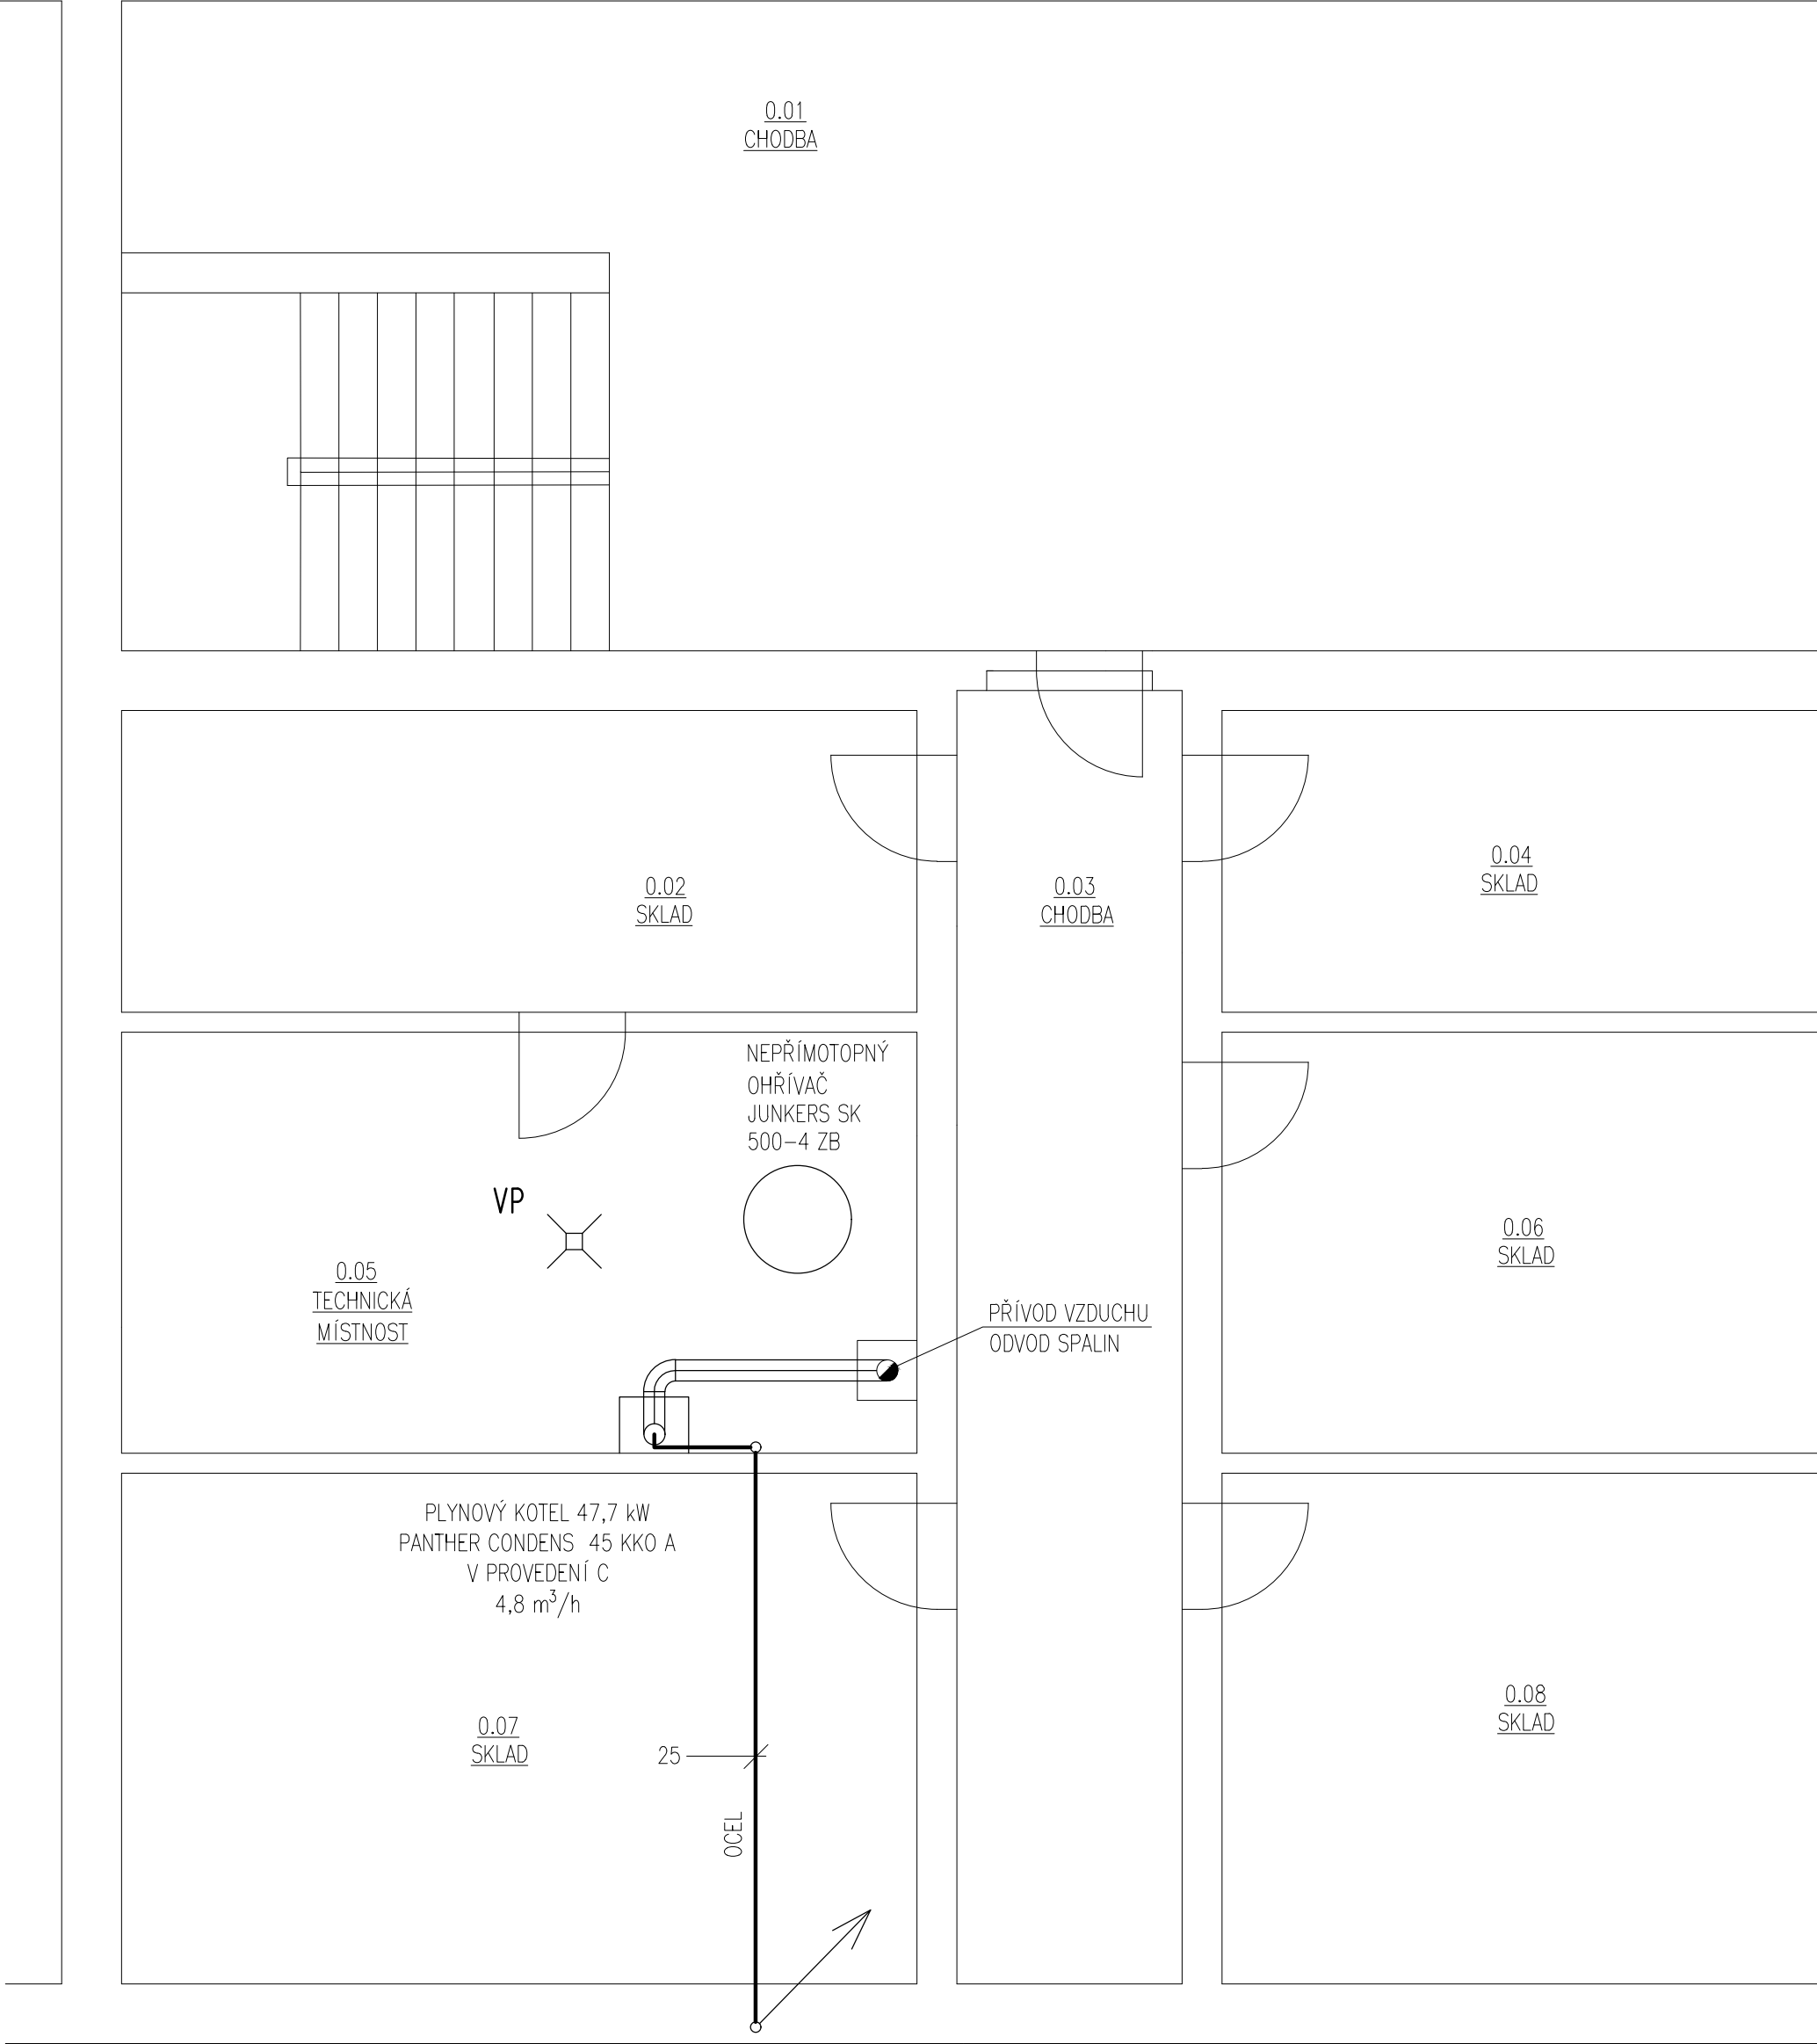 0.01
CHODBA
0.02
SKLAD
0.03
CHODBA
0.04
SKLAD
NEPŘÍMOTOPNÝ
OHŘÍVAČ
JUNKERS SK
500-4 ZB
VP
0.05
TECHNICKÁ
MÍSTNOST
0.06
SKLAD
PŘÍVOD VZDUCHU
ODVOD SPALIN
PLYNOVÝ KOTEL 47,7 kW
PANTHER CONDENS 45 KKO A
V PROVEDENÍ C
4,8 m³/h
0.07
SKLAD
25
OCEL
0.08
SKLAD